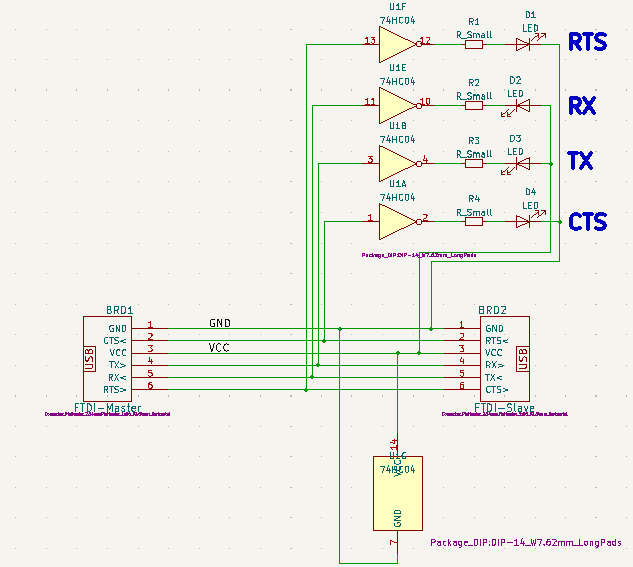 U1F
74HC04
13
12
R1
R_Small
D1
LED
RTS
U1E
74HC04
11
10
R2
R_Small
D2
LED
RX
U1B
74HC04
3
4
R3
R_Small
D3
LED
TX
U1A
74HC04
1
2
R4
R_Small
D4
LED
CTS
Package_DIP:DIP-14_W7.62mm_LongPads
BRD1
GND 1
CTS< 2
VCC 3
TX> 4
RX< 5
RTS> 6
USB
FTDI-Master
GND
VCC
BRD2
1 GND
2 RTS<
3 VCC
4 RX>
5 TX<
6 CTS>
USB
FTDI-Slave
14
VCC
U1G
74HC04
GND
7
Package_DIP:DIP-14_W7.62mm_LongPads